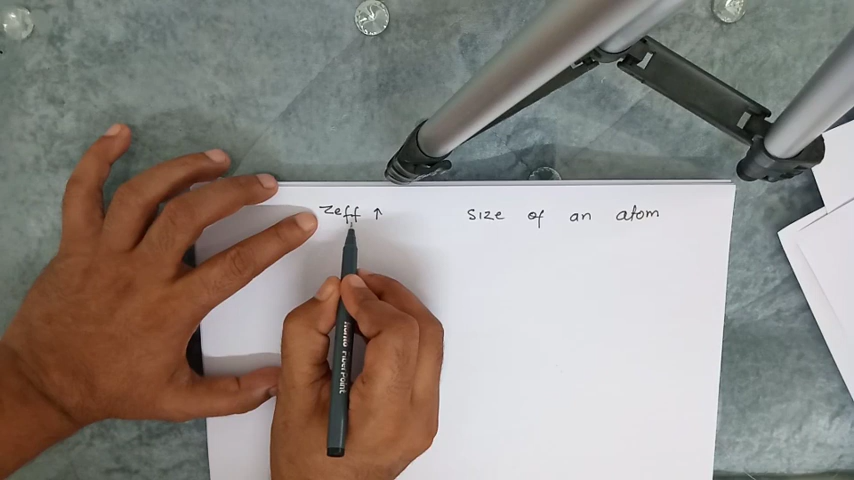 Zeff ↑ size of an atom